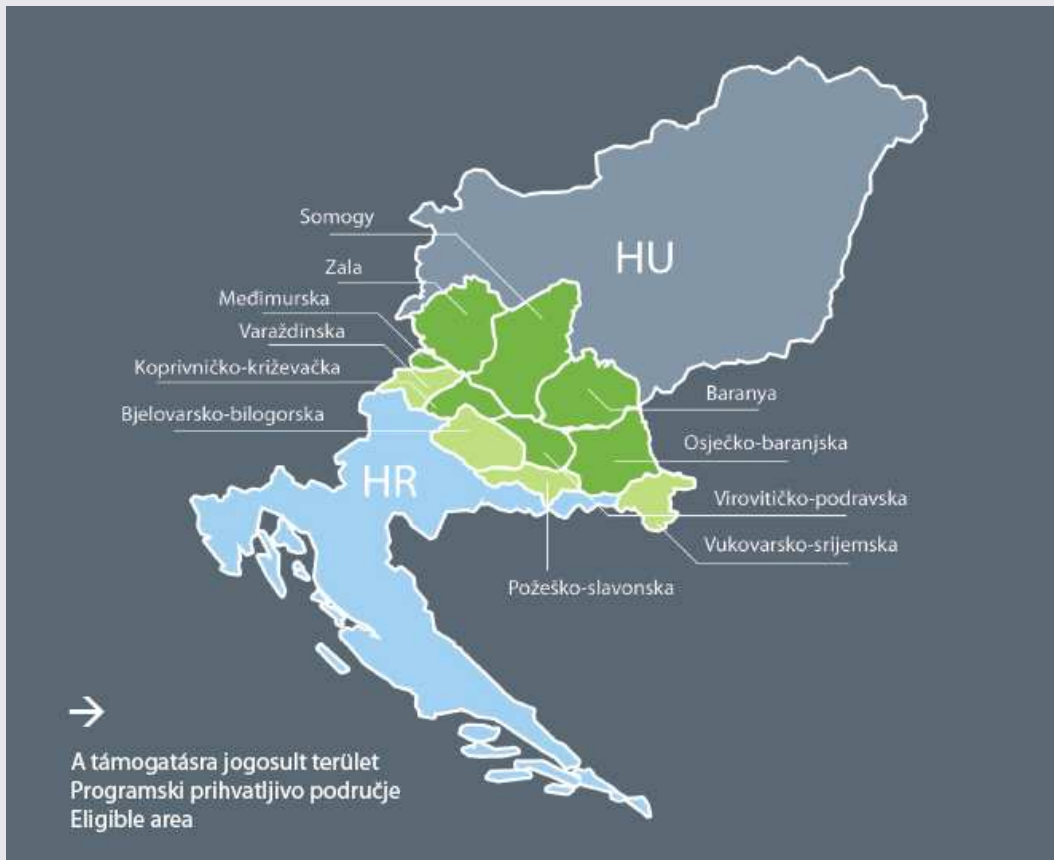 Somogy
Zala
Međimurska
Varaždinska
Koprivničko-križevačka
Bjelovarsko-bilogorska
HU
HR
Baranya
Osječko-baranjska
Virovitičko-podravska
Vukovarsko-srijemska
Požeško-slavonska
A támogatásra jogosult terület
Programski prihvatljivo područje
Eligible area